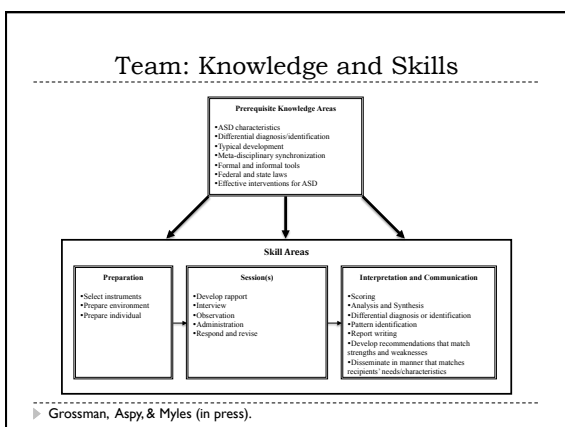 Team: Knowledge and Skills
Prerequisite Knowledge Areas
•ASD characteristics
•Differential diagnosis/identification
•Typical development
•Meta-disciplinary synchronization
•Formal and informal tools
•Federal and state laws
•Effective interventions for ASD
Skill Areas
Preparation
•Select instruments
•Prepare environment
•Prepare individual
Session(s)
•Develop rapport
•Interview
•Observation
•Administration
•Respond and revise
Interpretation and Communication
•Scoring
•Analysis and Synthesis
•Differential diagnosis or identification
•Pattern identification
•Report writing
•Develop recommendations that match
strengths and weaknesses
•Disseminate in manner that matches
recipients' needs/characteristics
Grossman, Aspy, & Myles (in press).